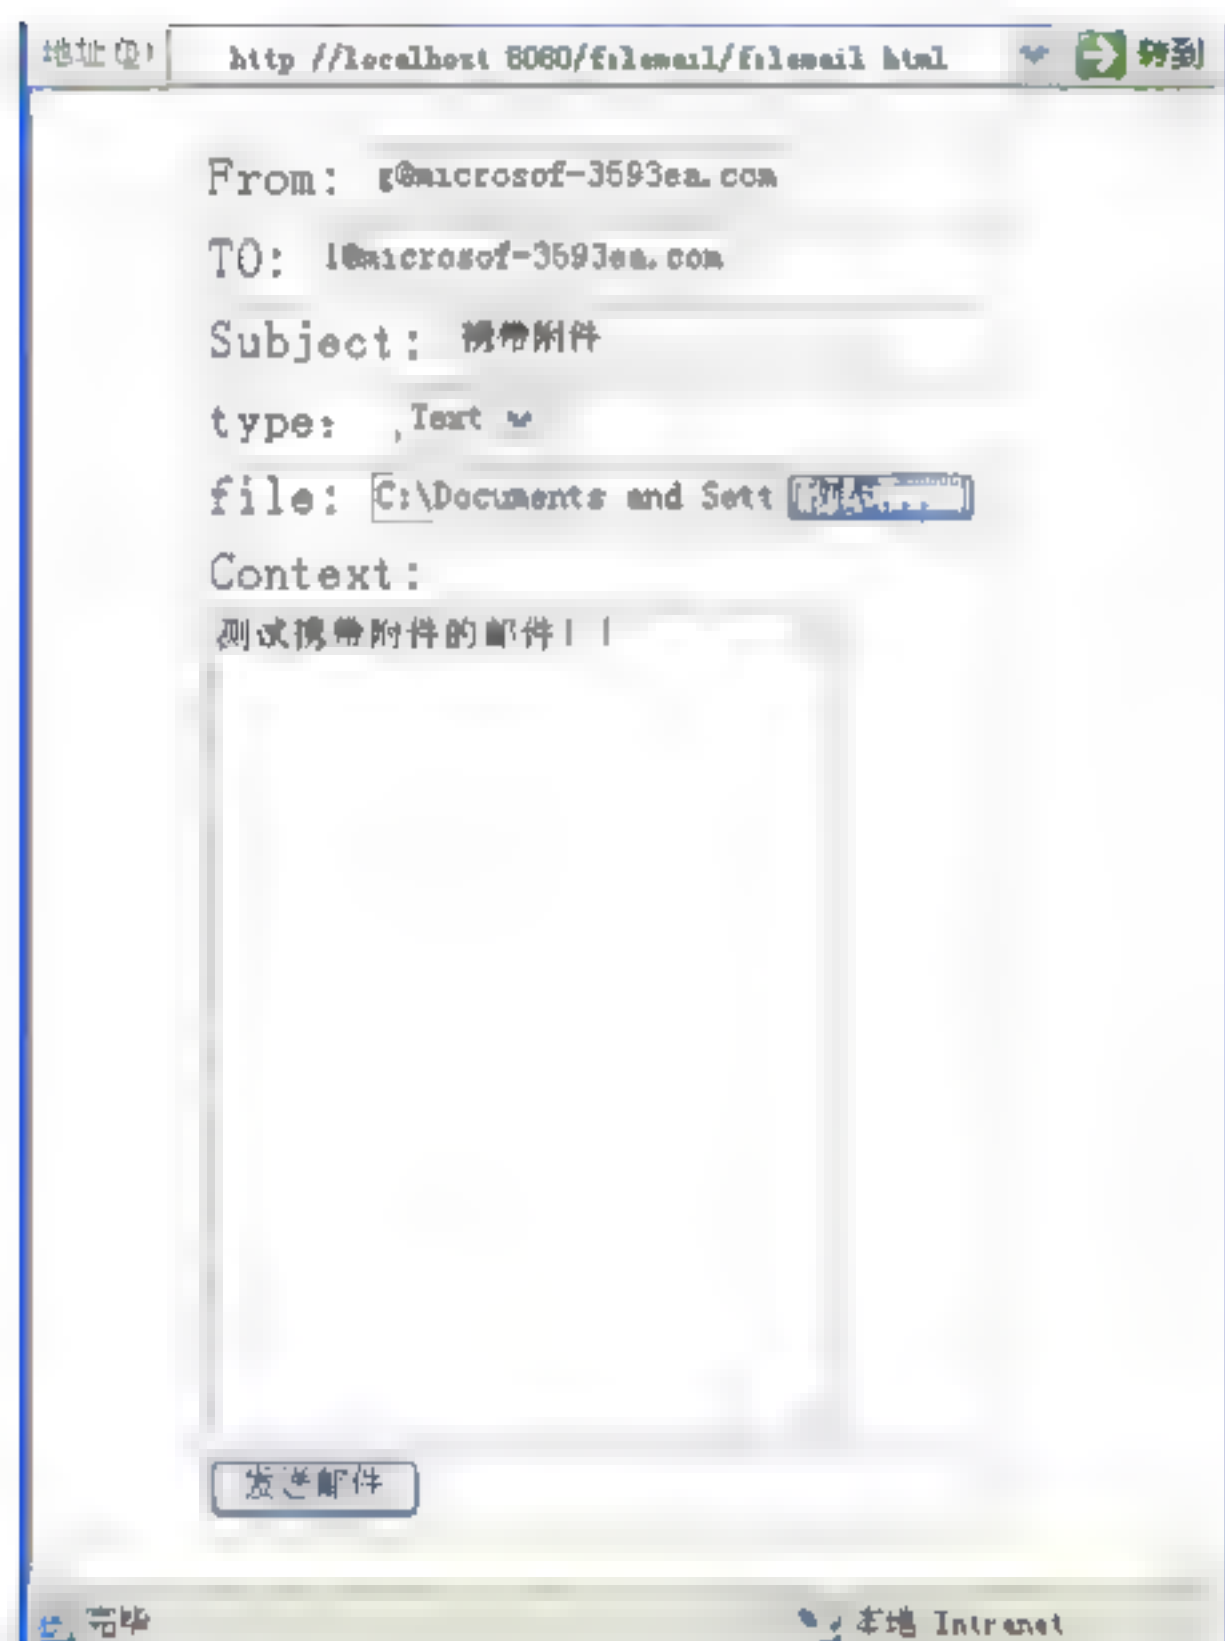 地址(D) http //localhost 8080/filemail/filemail html 转到
From: g@microsof-3593ea.com
TO: l@microsof-3593ea.com
Subject: 携带附件
type: Text
file: C:\Documents and Sett
Context:
测试携带附件的邮件!!
发送邮件
完毕 本地 Intranet